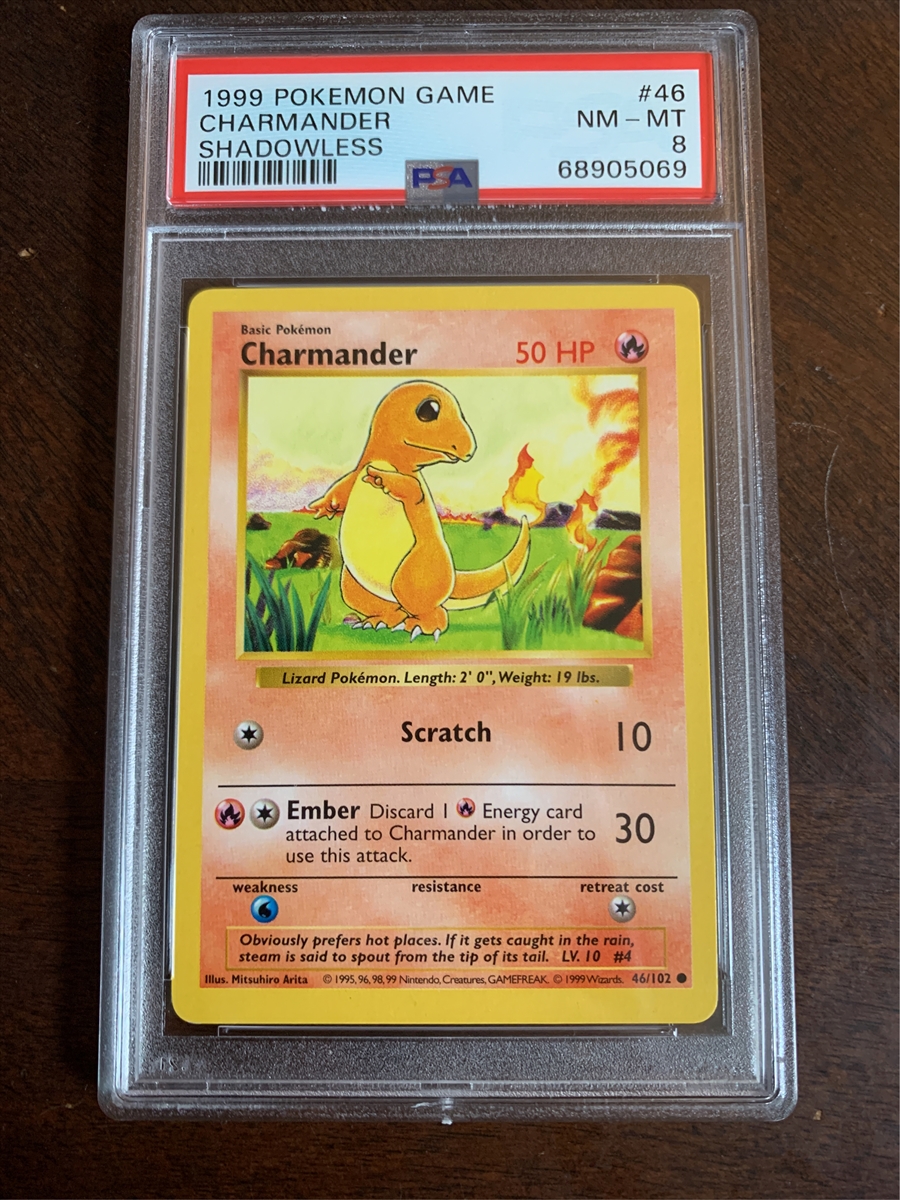 1999 POKEMON GAME #46
CHARMANDER NM - MT
SHADOWLESS 8
PSA 68905069
Basic Pokémon
Charmander 50 HP
Lizard Pokémon. Length: 2' 0", Weight: 19 lbs.
Scratch 10
Ember Discard 1 Energy card
attached to Charmander in order to
use this attack.
30
weakness resistance retreat cost
Obviously prefers hot places. If it gets caught in the rain,
steam is said to spout from the tip of its tail. LV. 10 #4
Illus. Mitsuhiro Arita © 1995, 96, 98, 99 Nintendo, Creatures, GAMEFREAK. © 1999 Wizards. 46/102 ●